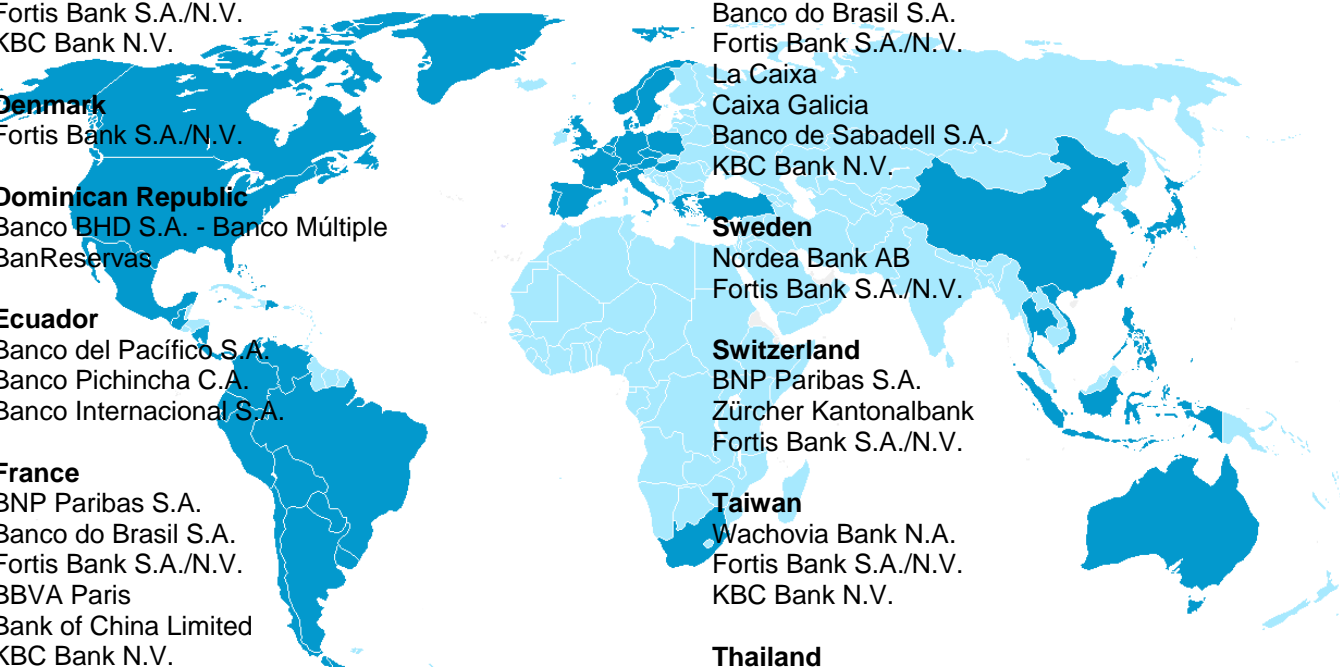 Fortis Bank S.A./N.V.
KBC Bank N.V.
Denmark
Fortis Bank S.A./N.V.
Dominican Republic
Banco BHD S.A. - Banco Múltiple
BanReservas
Ecuador
Banco del Pacífico S.A.
Banco Pichincha C.A.
Banco Internacional S.A.
France
BNP Paribas S.A.
Banco do Brasil S.A.
Fortis Bank S.A./N.V.
BBVA Paris
Bank of China Limited
KBC Bank N.V.
Banco do Brasil S.A.
Fortis Bank S.A./N.V.
La Caixa
Caixa Galicia
Banco de Sabadell S.A.
KBC Bank N.V.
Sweden
Nordea Bank AB
Fortis Bank S.A./N.V.
Switzerland
BNP Paribas S.A.
Zürcher Kantonalbank
Fortis Bank S.A./N.V.
Taiwan
Wachovia Bank N.A.
Fortis Bank S.A./N.V.
KBC Bank N.V.
Thailand